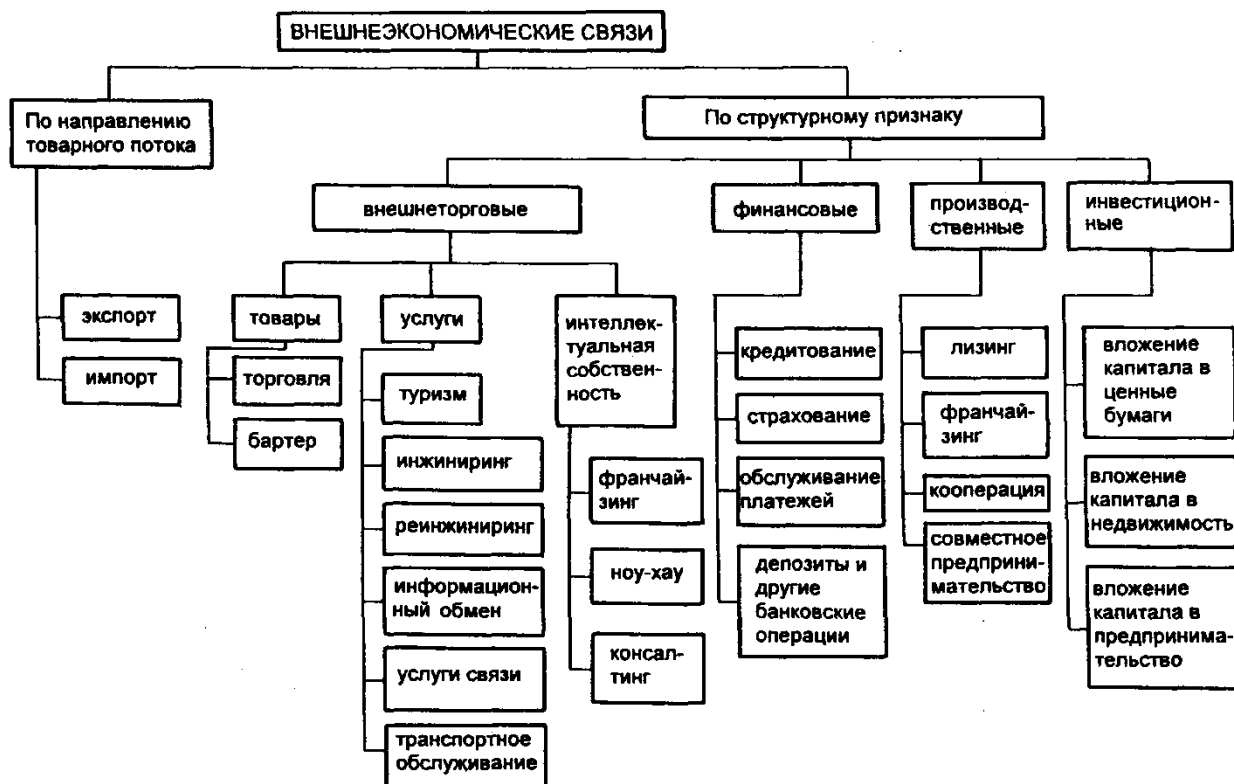 ВНЕШНЕЭКОНОМИЧЕСКИЕ СВЯЗИ
По направлению
товарного потока
По структурному признаку
внешнеторговые
финансовые
производ-
ственные
инвестицион-
ные
экспорт
импорт
товары
торговля
бартер
услуги
туризм
инжиниринг
реинжиниринг
информацион-
ный обмен
услуги связи
транспортное
обслуживание
интеллек-
туальная
собствен-
ность
франчай-
зинг
ноу-хау
консал-
тинг
кредитование
страхование
обслуживание
платежей
депозиты и
другие
банковские
операции
лизинг
франчай-
зинг
кооперация
совместное
предприни-
мательство
вложение
капитала в
ценные
бумаги
вложение
капитала в
недвижимость
вложение
капитала в
предпринима-
тельство